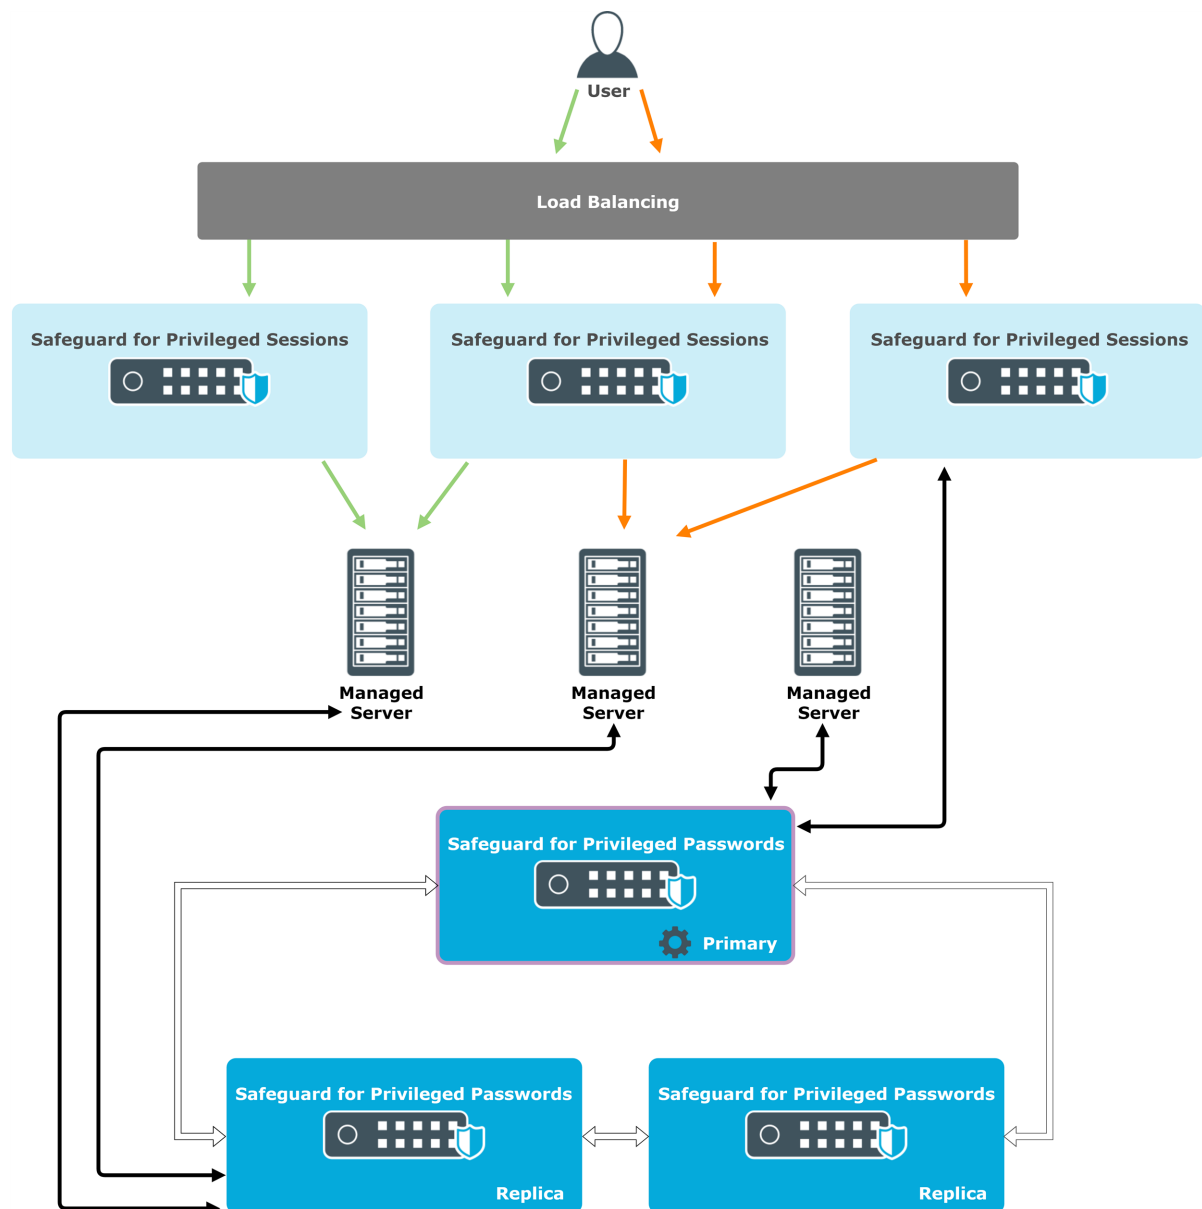 User
Load Balancing
Safeguard for Privileged Sessions
Safeguard for Privileged Sessions
Safeguard for Privileged Sessions
Managed
Server
Managed
Server
Managed
Server
Safeguard for Privileged Passwords
Primary
Safeguard for Privileged Passwords
Replica
Safeguard for Privileged Passwords
Replica